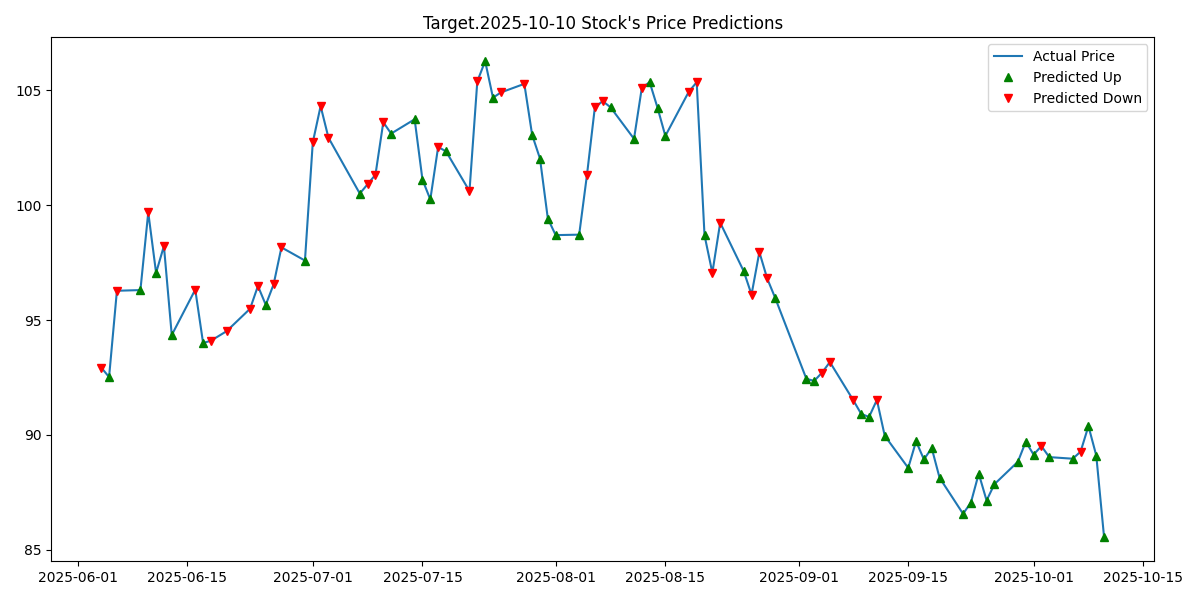 Target.2025-10-10 Stock's Price Predictions
Actual Price
Predicted Up
Predicted Down
105
100
95
90
85
2025-06-01 2025-06-15 2025-07-01 2025-07-15 2025-08-01 2025-08-15 2025-09-01 2025-09-15 2025-10-01 2025-10-15